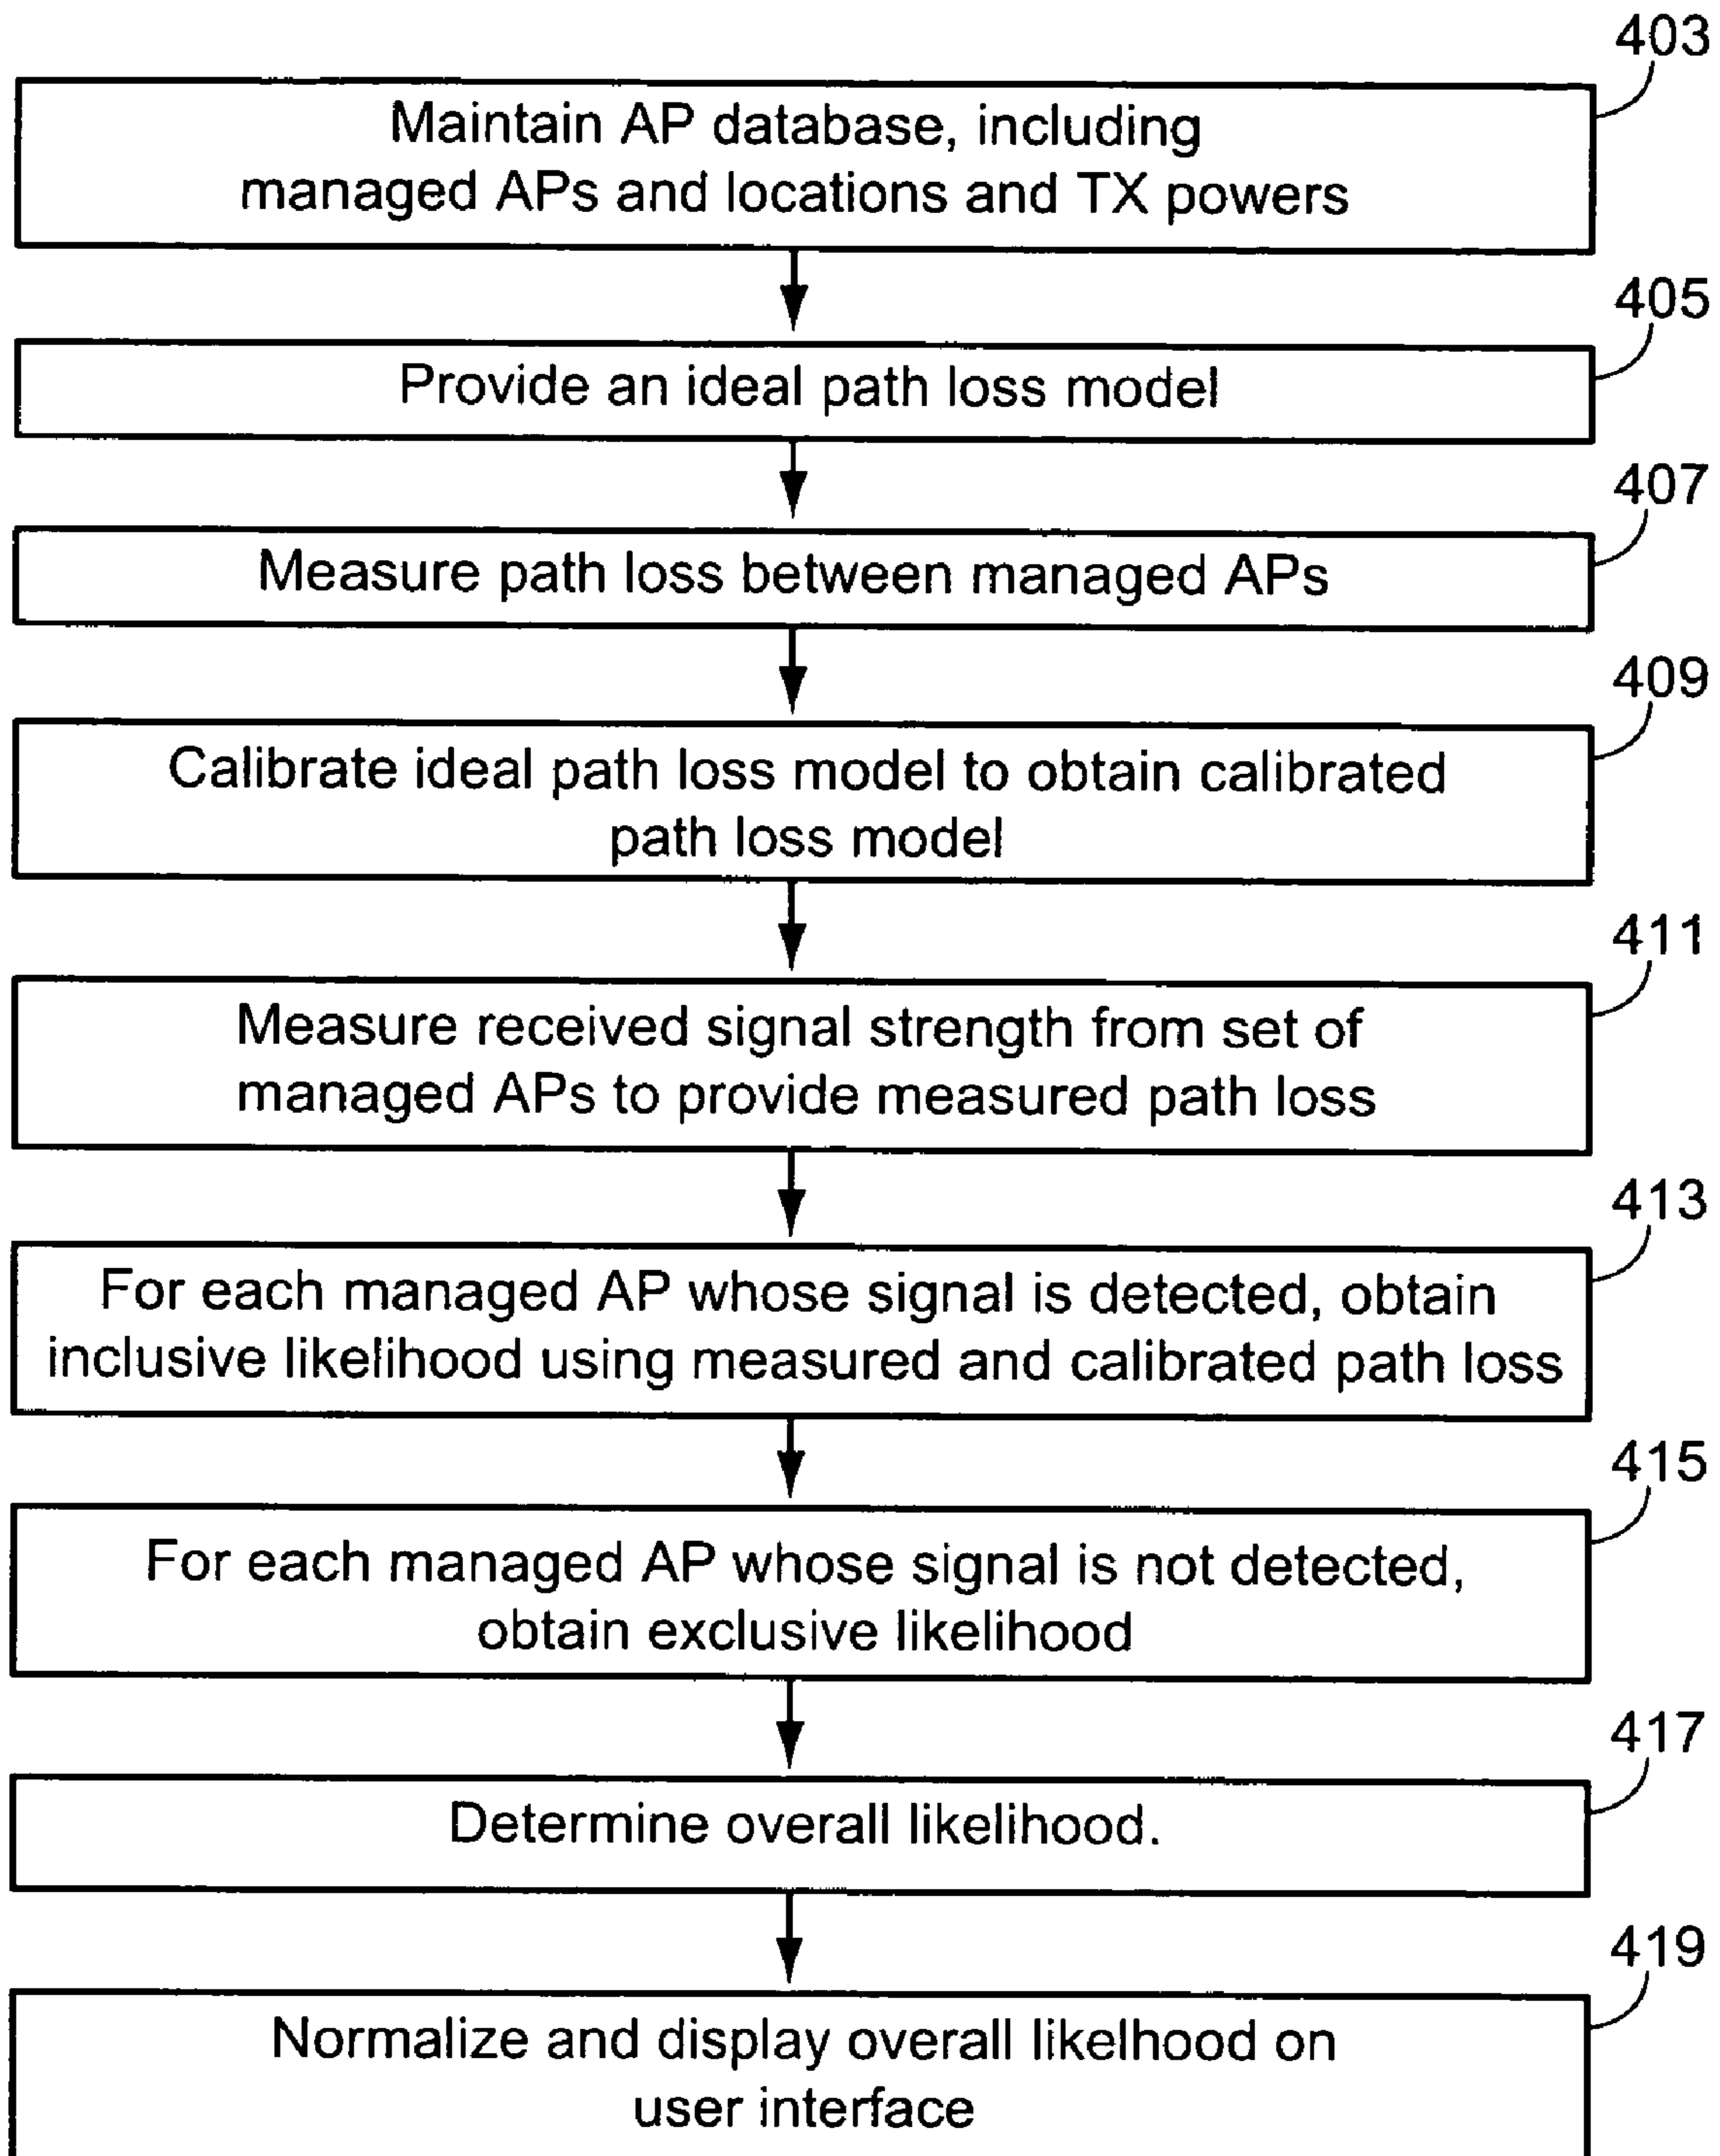 403
Maintain AP database, including
managed APs and locations and TX powers
405
Provide an ideal path loss model
407
Measure path loss between managed APs
409
Calibrate ideal path loss model to obtain calibrated
path loss model
411
Measure received signal strength from set of
managed APs to provide measured path loss
413
For each managed AP whose signal is detected, obtain
inclusive likelihood using measured and calibrated path loss
415
For each managed AP whose signal is not detected,
obtain exclusive likelihood
417
Determine overall likelihood.
419
Normalize and display overall likelhood on
user interface